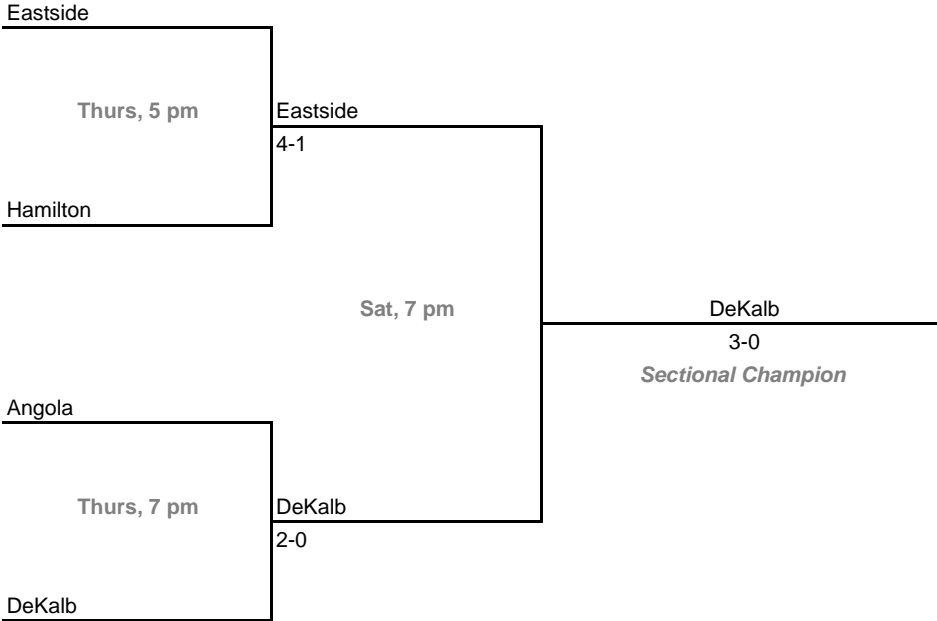 Eastside
Thurs, 5 pm
Eastside
4-1
Hamilton
Sat, 7 pm
DeKalb
3-0
Sectional Champion
Angola
Thurs, 7 pm
DeKalb
2-0
DeKalb